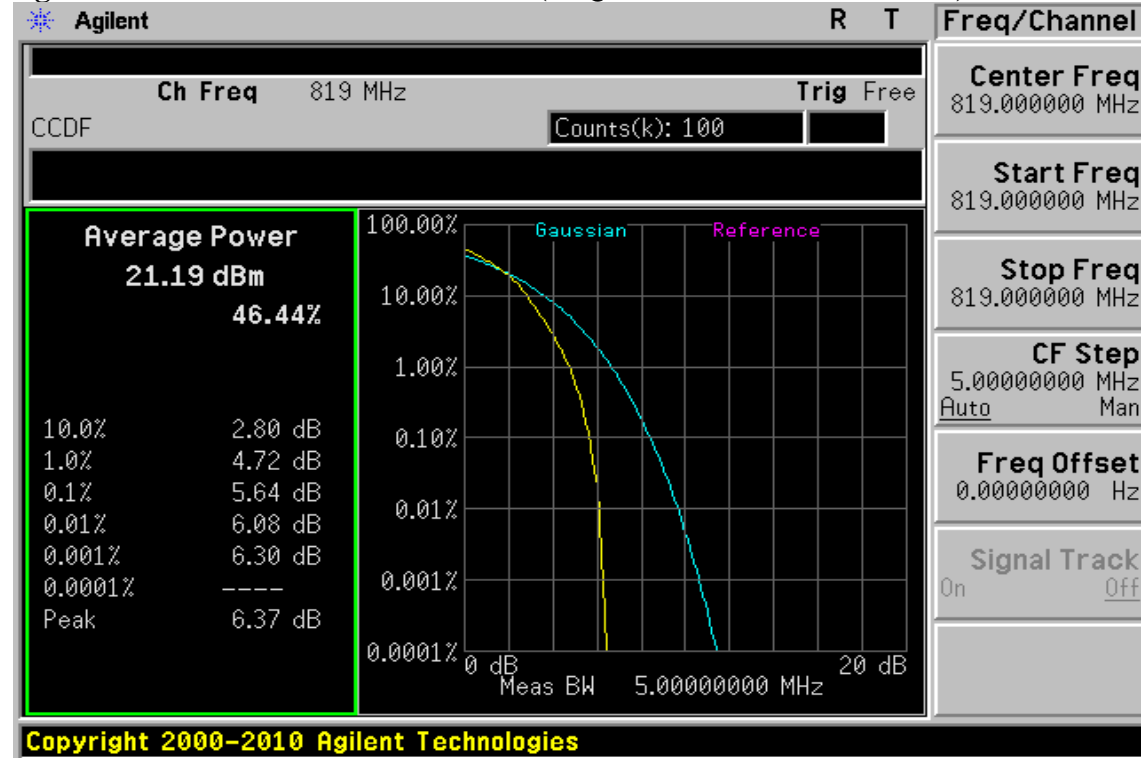 Agilent
R T
Freq/Channel
Ch Freq 819 MHz
Trig Free
CCDF
Counts(k): 100
Average Power
21.19 dBm
46.44%
10.0% 2.80 dB
1.0% 4.72 dB
0.1% 5.64 dB
0.01% 6.08 dB
0.001% 6.30 dB
0.0001% ----
Peak 6.37 dB
Gaussian
Reference
100.00%
10.00%
1.00%
0.10%
0.01%
0.001%
0.0001%
0 dB
20 dB
Meas BW 5.00000000 MHz
Center Freq
819.000000 MHz
Start Freq
819.000000 MHz
Stop Freq
819.000000 MHz
CF Step
5.00000000 MHz
Auto Man
Freq Offset
0.00000000 Hz
Signal Track
On Off
Copyright 2000-2010 Agilent Technologies